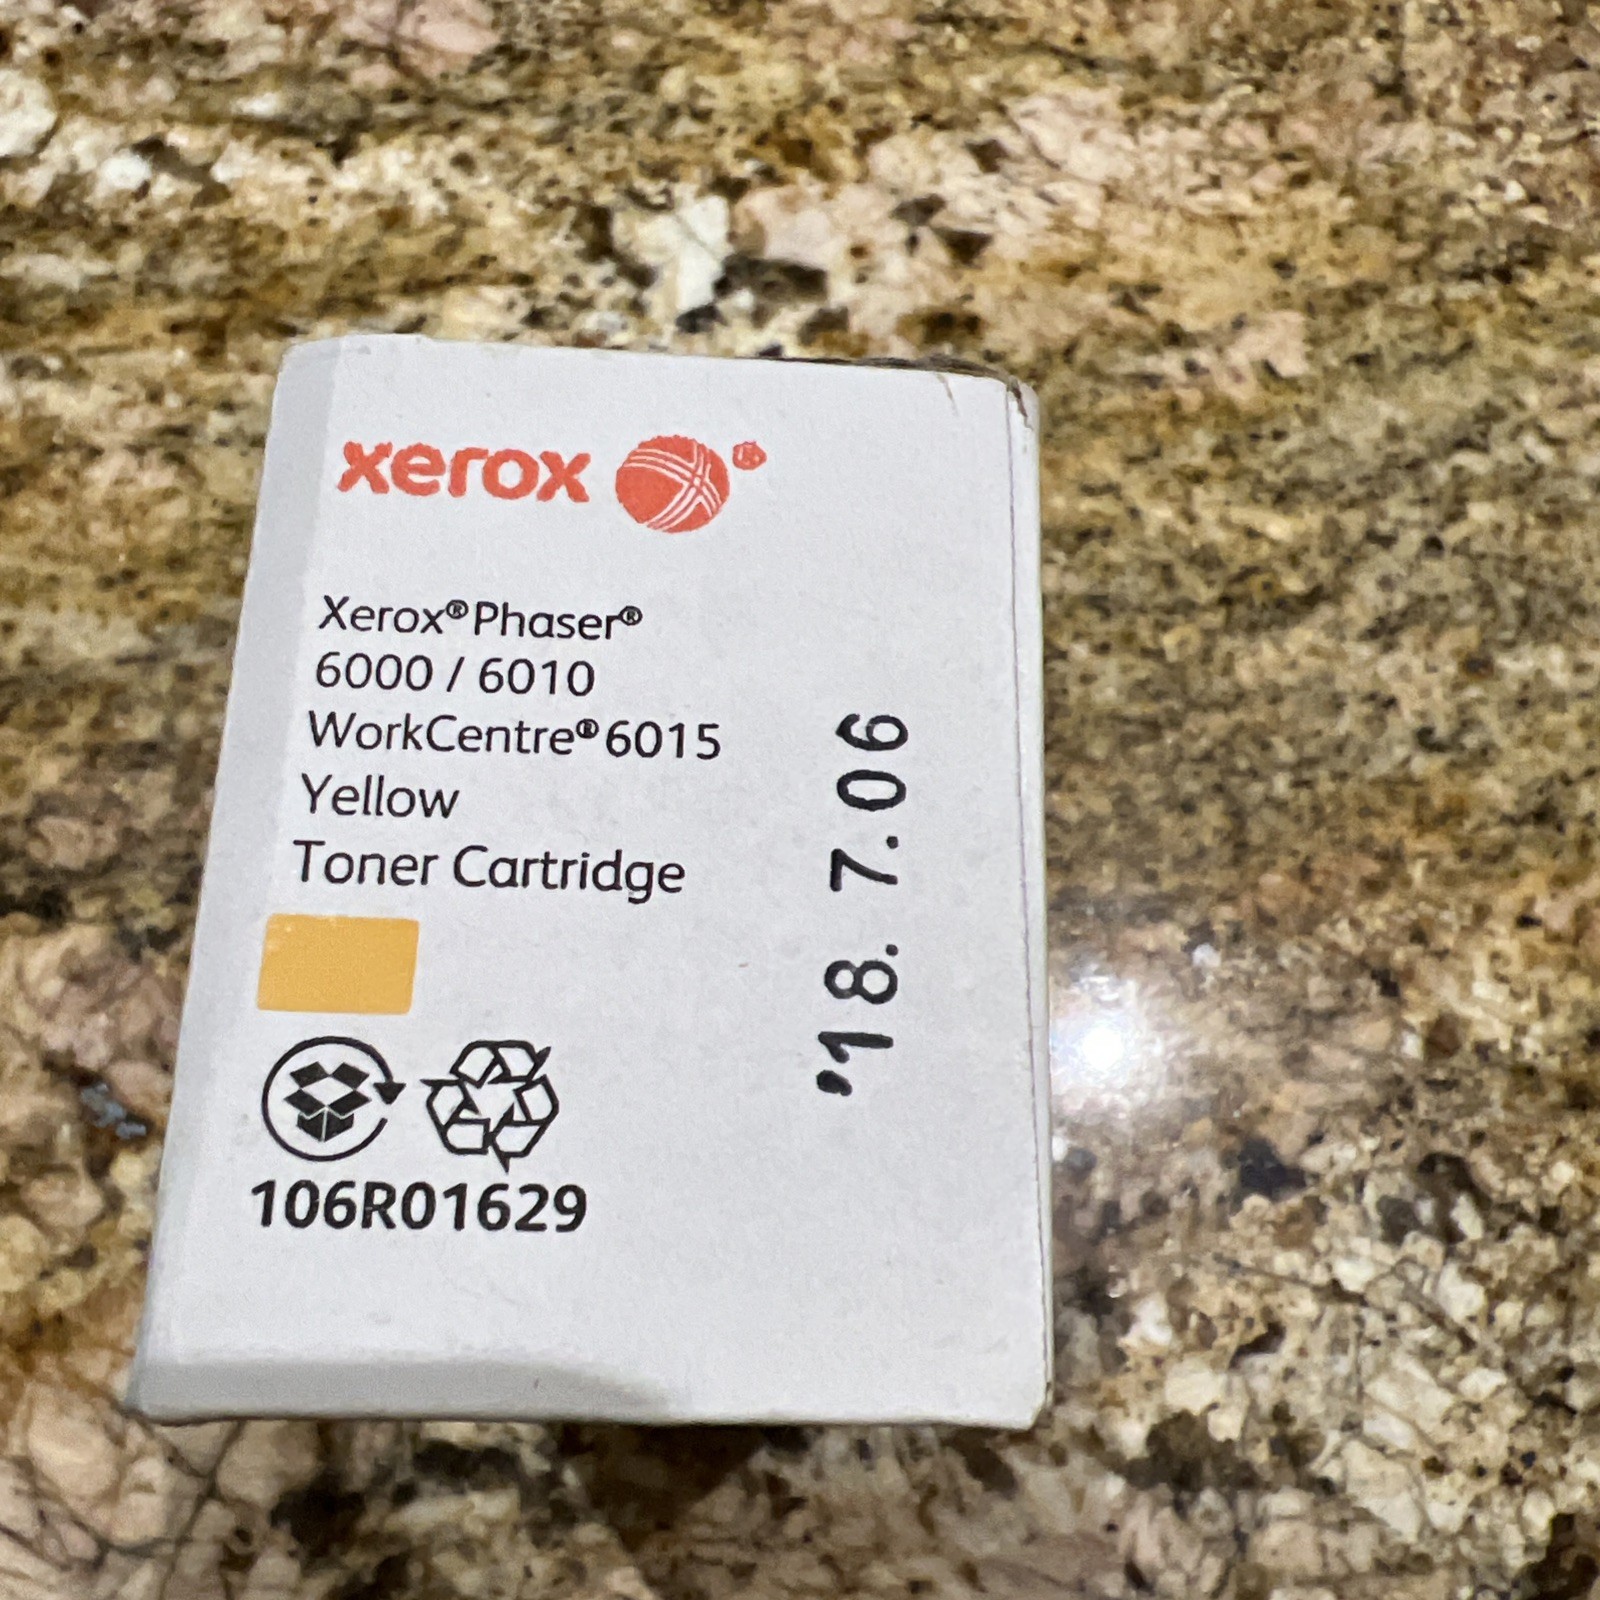 xerox ®
Xerox® Phaser®
6000 / 6010
WorkCentre® 6015
Yellow
Toner Cartridge
106R01629
'18. 7.06